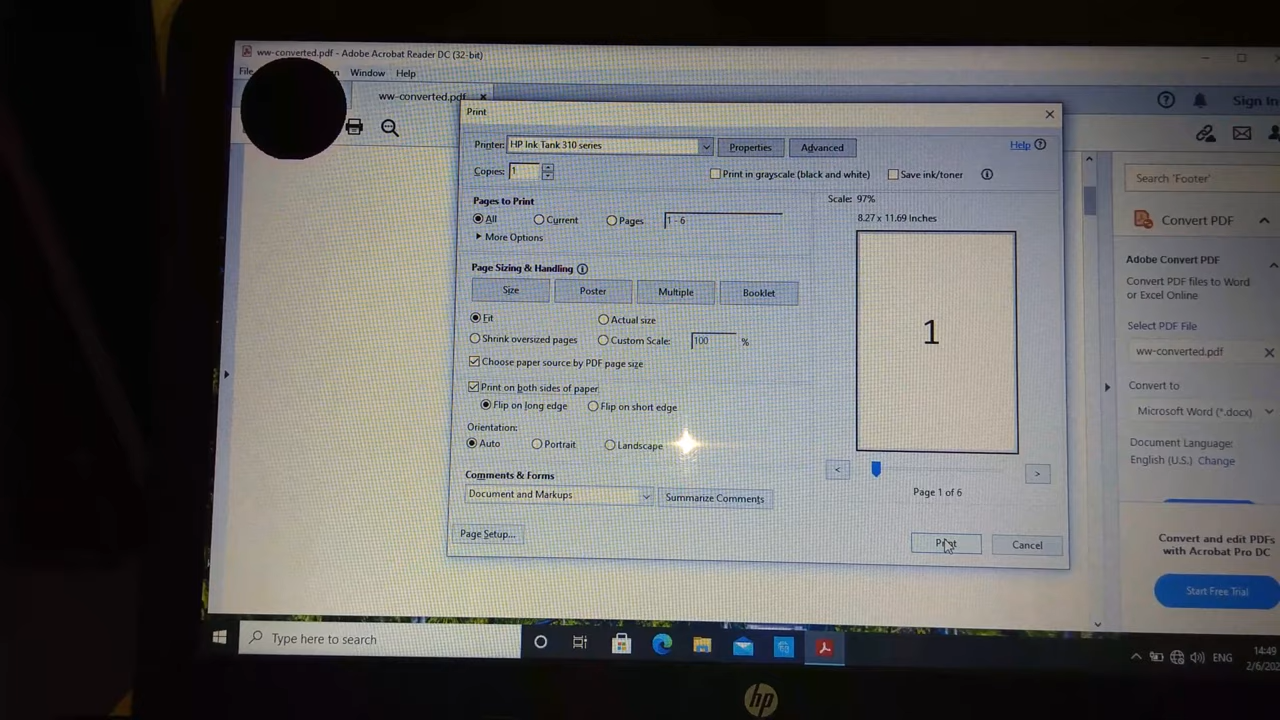 ww-converted.pdf - Adobe Acrobat Reader DC (32-bit)
Window Help
ww-converted.pdf ×
Sign In
Print
Printer: HP Ink Tank 310 series Properties Advanced Help
Copies: 1 Print in grayscale (black and white) Save ink/toner
Pages to Print
All Current Pages 1 - 6
More Options
Page Sizing & Handling
Size Poster Multiple Booklet
Fit Actual size
Shrink oversized pages Custom Scale: 100 %
Choose paper source by PDF page size
Print on both sides of paper
Flip on long edge Flip on short edge
Orientation:
Auto Portrait Landscape
Comments & Forms
Document and Markups Summarize Comments
Page Setup...
Scale: 97%
8.27 x 11.69 Inches
1
< >
Page 1 of 6
Print Cancel
Search 'Footer'
Convert PDF
Adobe Convert PDF
Convert PDF files to Word
or Excel Online
Select PDF File
ww-converted.pdf ×
Convert to
Microsoft Word (*.docx)
Document Language:
English (U.S.) Change
Convert and edit PDFs
with Acrobat Pro DC
Start Free Trial
Type here to search
ENG
14:49
hp